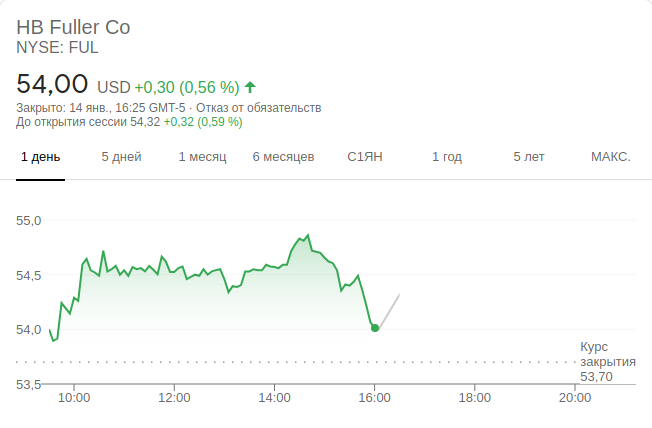 HB Fuller Co
NYSE: FUL
54,00 USD +0,30 (0,56 %)
Закрыто: 14 янв., 16:25 GMT-5 · Отказ от обязательств
До открытия сессии 54,32 +0,32 (0,59 %)
1 день 5 дней 1 месяц 6 месяцев С1ЯН 1 год 5 лет МАКС.
55,0
54,5
54,0
Курс
закрытия
53,70
53,5
10:00 12:00 14:00 16:00 18:00 20:00